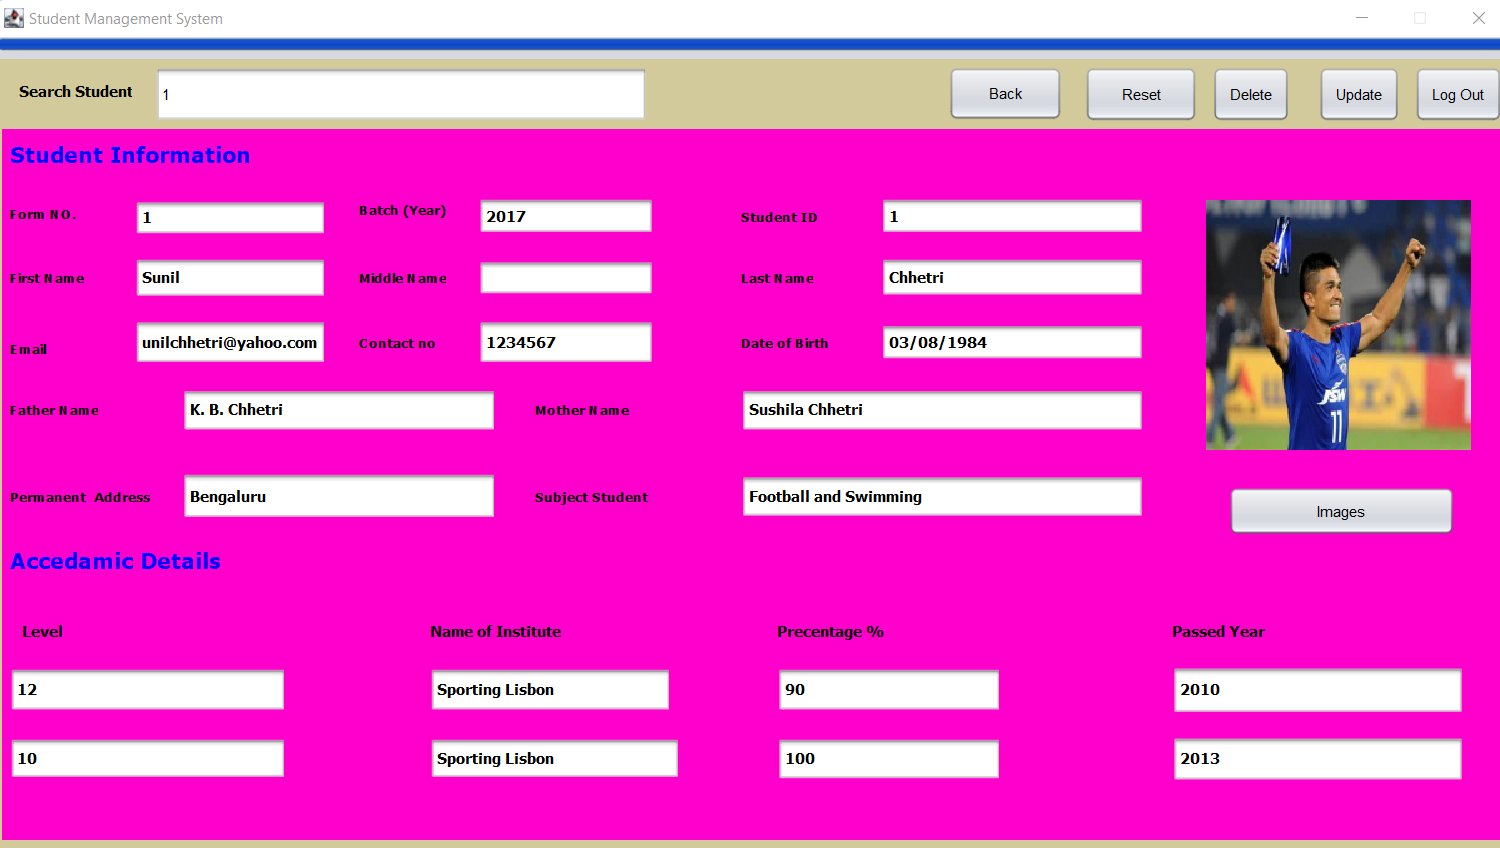 Student Management System
Search Student 1 Back Reset Delete Update Log Out
Student Information
Form NO. 1 Batch (Year) 2017 Student ID 1
First Name Sunil Middle Name Last Name Chhetri
Email unilchhetri@yahoo.com Contact no 1234567 Date of Birth 03/08/1984
Father Name K. B. Chhetri Mother Name Sushila Chhetri
JSW
11
Permanent Address Bengaluru Subject Student Football and Swimming
Images
Accedamic Details
Level Name of Institute Precentage % Passed Year
12 Sporting Lisbon 90 2010
10 Sporting Lisbon 100 2013